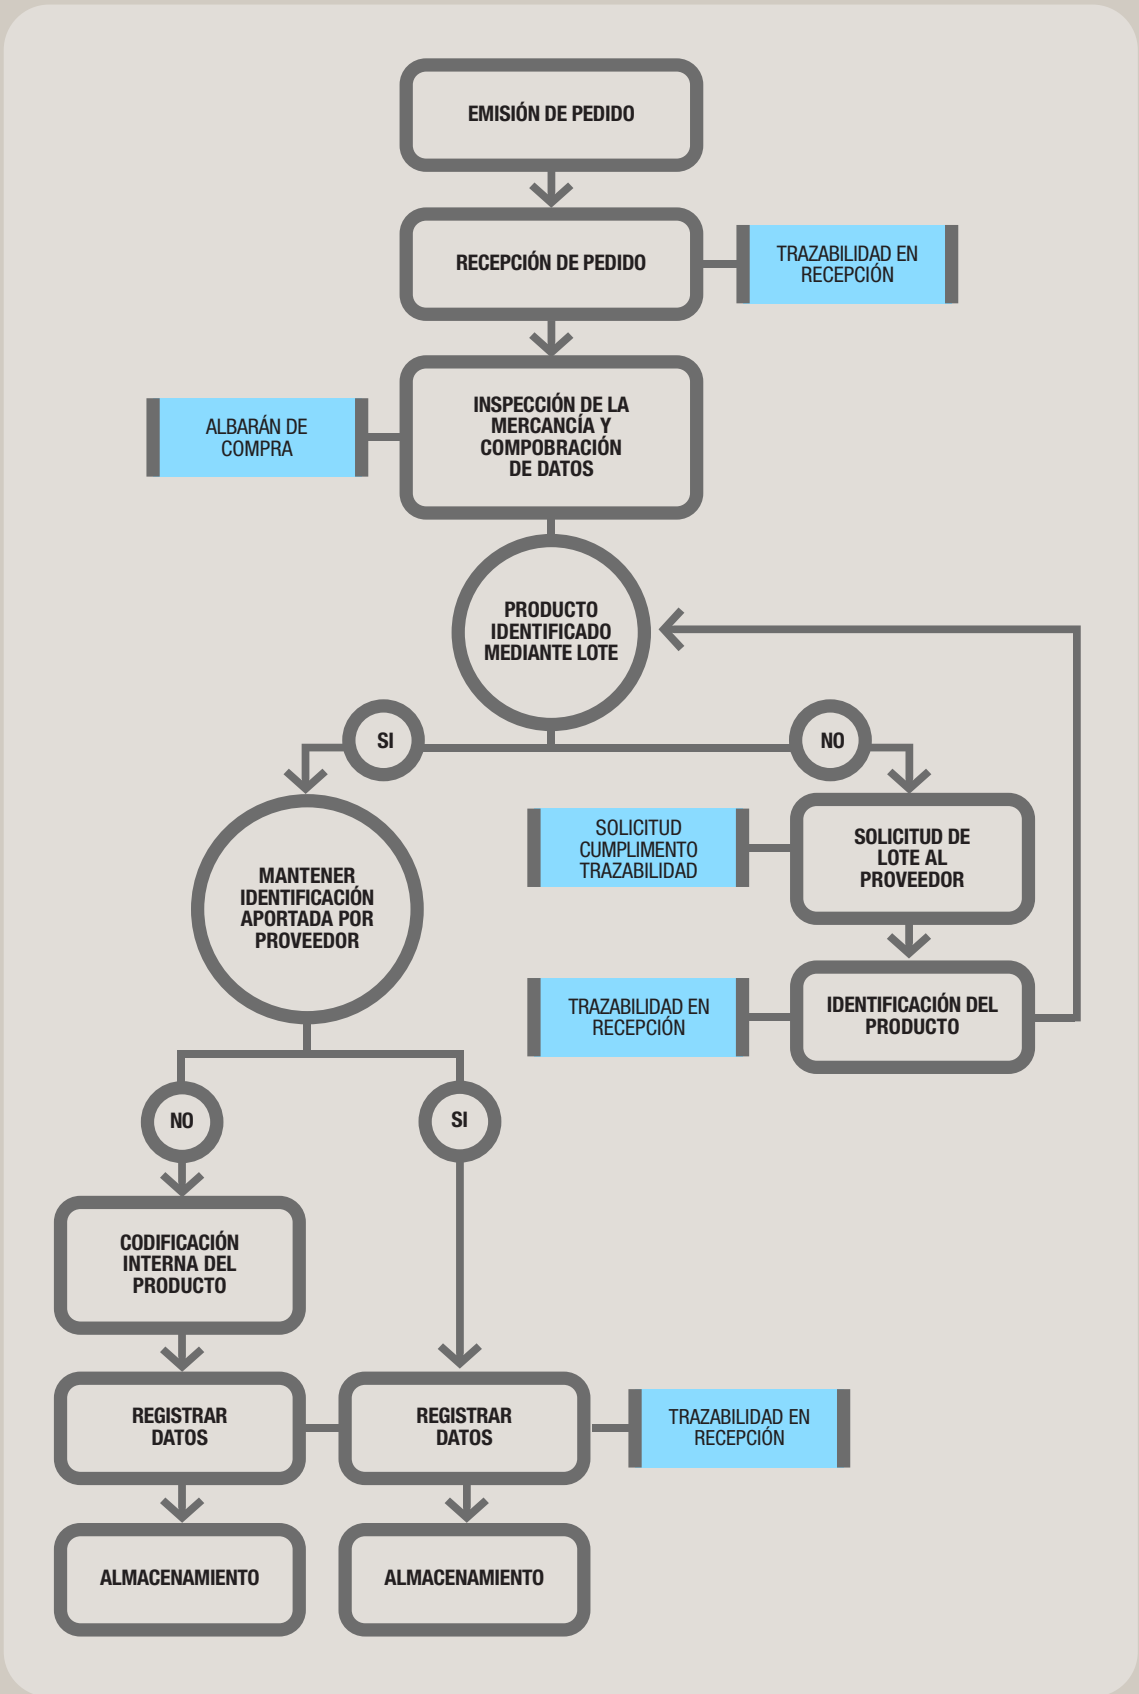 EMISIÓN DE PEDIDO
RECEPCIÓN DE PEDIDO
TRAZABILIDAD EN
RECEPCIÓN
INSPECCIÓN DE LA
MERCANCÍA Y
COMPOBRACIÓN
DE DATOS
ALBARÁN DE
COMPRA
PRODUCTO
IDENTIFICADO
MEDIANTE LOTE
SI
NO
MANTENER
IDENTIFICACIÓN
APORTADA POR
PROVEEDOR
SOLICITUD
CUMPLIMENTO
TRAZABILIDAD
SOLICITUD DE
LOTE AL
PROVEEDOR
TRAZABILIDAD EN
RECEPCIÓN
IDENTIFICACIÓN DEL
PRODUCTO
NO
SI
CODIFICACIÓN
INTERNA DEL
PRODUCTO
REGISTRAR
DATOS
REGISTRAR
DATOS
TRAZABILIDAD EN
RECEPCIÓN
ALMACENAMIENTO
ALMACENAMIENTO